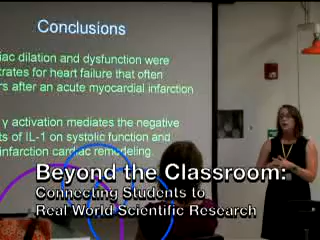 Conclusions
iac dilation and dysfunction were
trates for heart failure that often
rs after an acute myocardial infarction
γ activation mediates the negative
ts of IL-1 on systolic function and
infarction cardiac remodeling.
Beyond the Classroom:
Connecting Students to
Real World Scientific Research